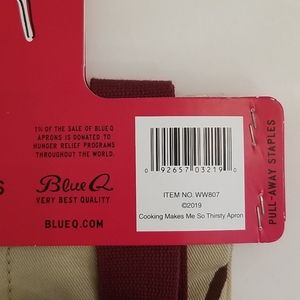 1% OF THE SALE OF BLUE Q
APRONS IS DONATED TO
HUNGER RELIEF PROGRAMS
THROUGHOUT THE WORLD.
Blue Q
VERY BEST QUALITY
BLUEQ.COM
0 92657 03219 0
ITEM NO. WW807
©2019
Cooking Makes Me So Thirsty Apron
PULL-AWAY STAPLES